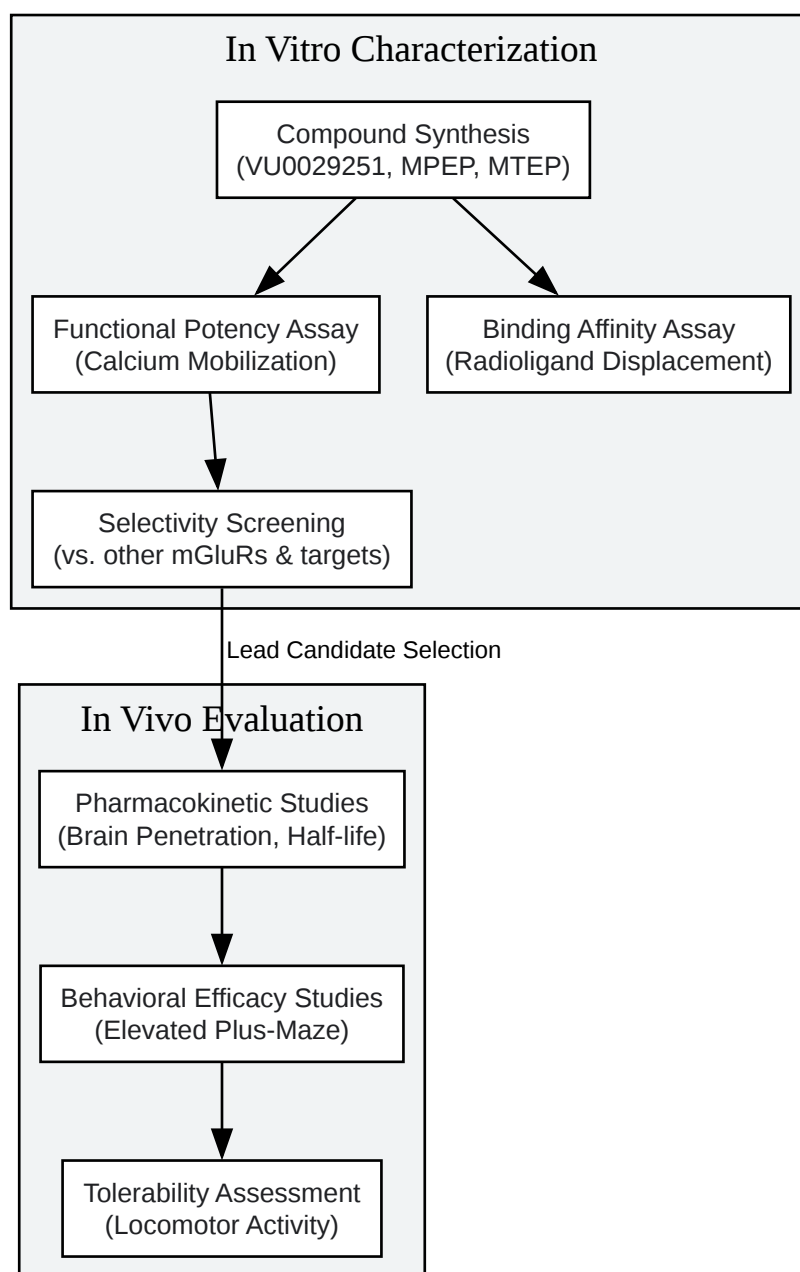 In Vitro Characterization
Compound Synthesis
(VU0029251, MPEP, MTEP)
Functional Potency Assay
(Calcium Mobilization)
Binding Affinity Assay
(Radioligand Displacement)
Selectivity Screening
(vs. other mGluRs & targets)
Lead Candidate Selection
In Vivo Evaluation
Pharmacokinetic Studies
(Brain Penetration, Half-life)
Behavioral Efficacy Studies
(Elevated Plus-Maze)
Tolerability Assessment
(Locomotor Activity)